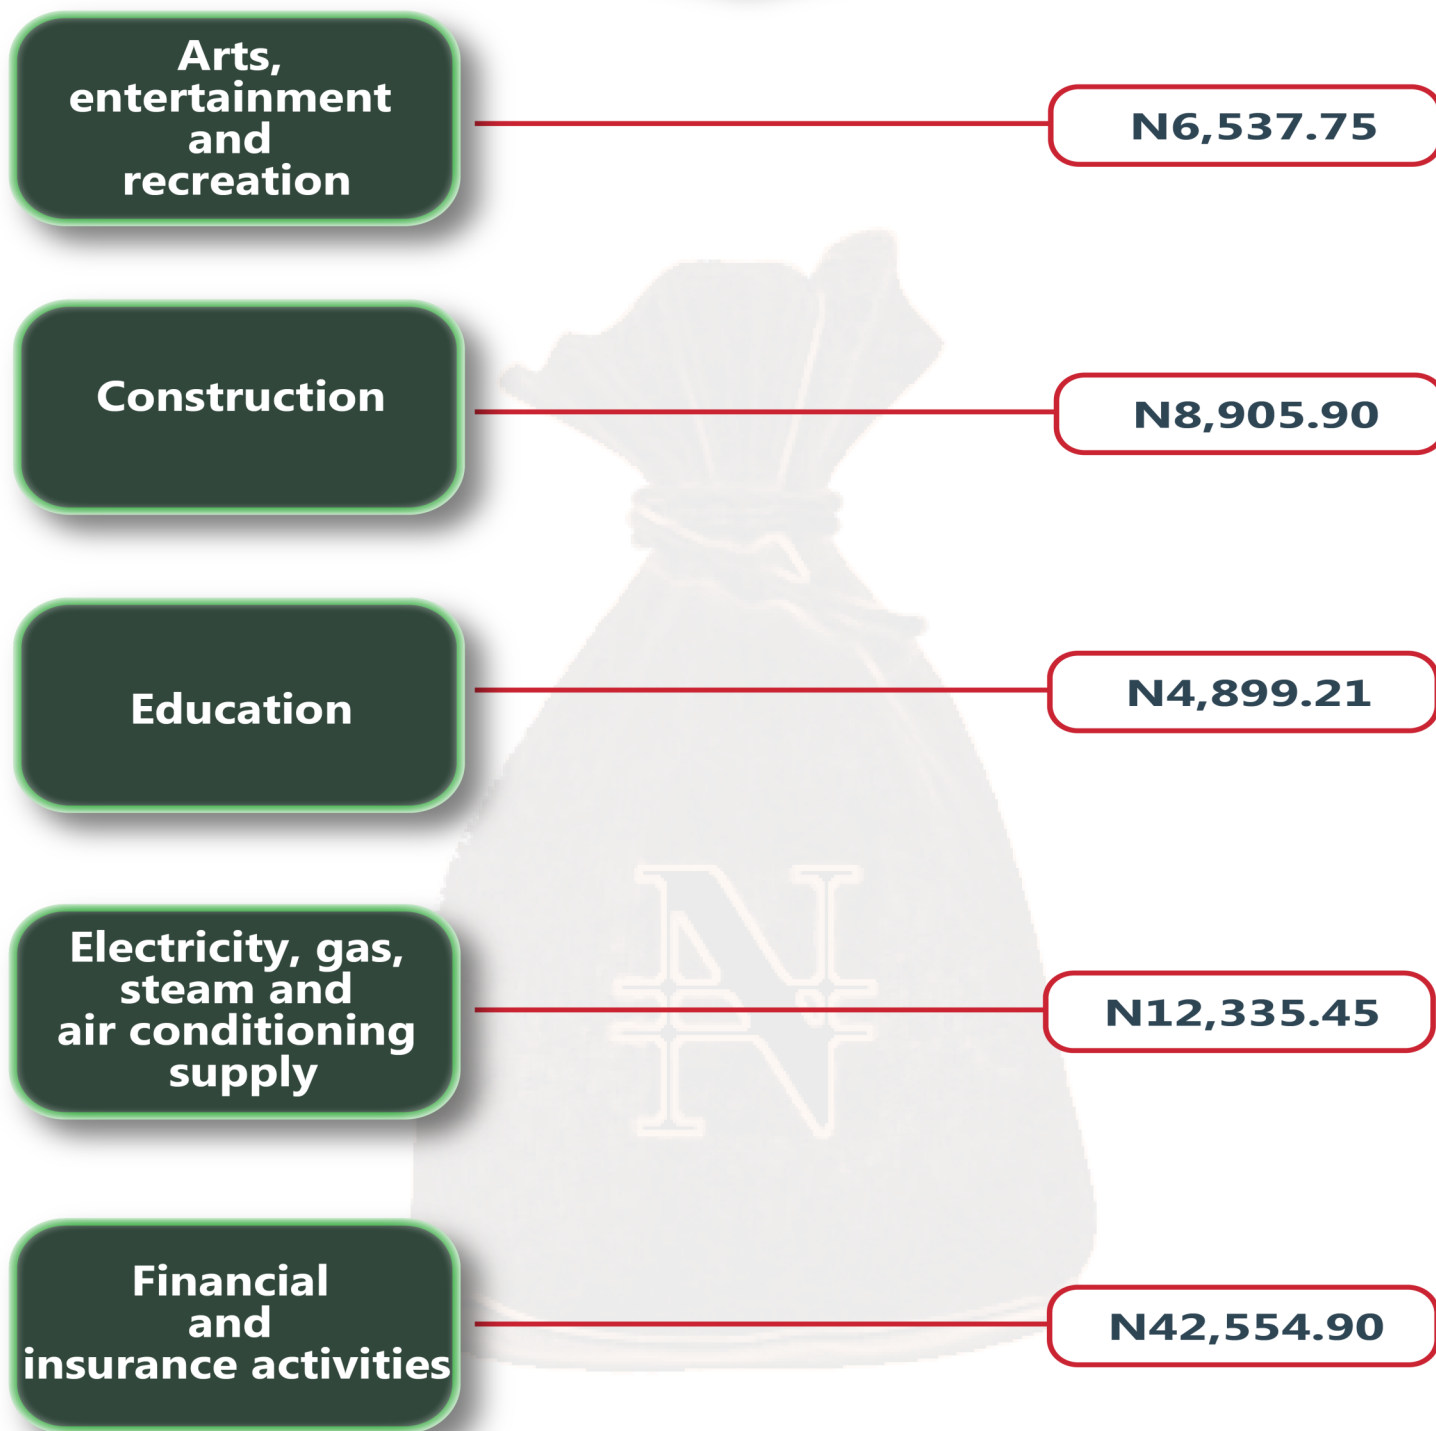 Arts,
entertainment
and
recreation
N6,537.75
Construction
N8,905.90
Education
N4,899.21
Electricity, gas,
steam and
air conditioning
supply
N12,335.45
Financial
and
insurance activities
N42,554.90
N